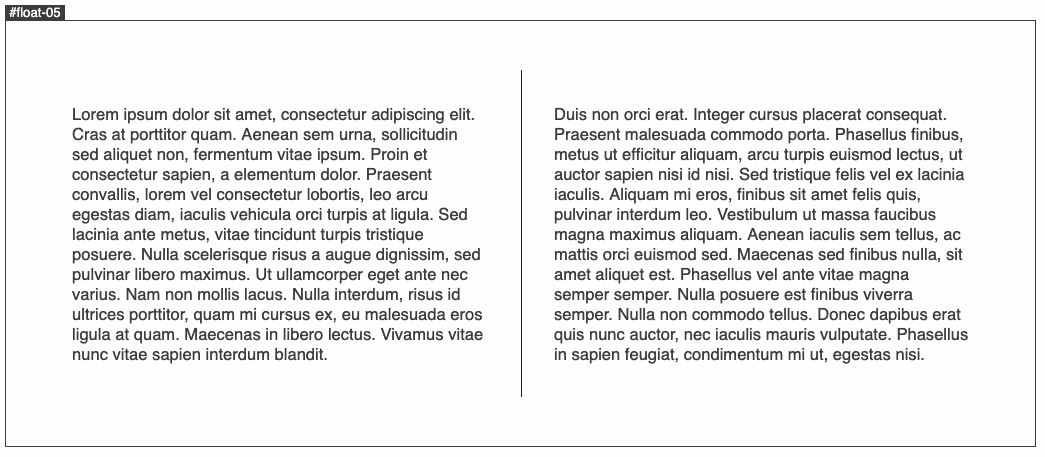 #float-05
Lorem ipsum dolor sit amet, consectetur adipiscing elit.
Cras at porttitor quam. Aenean sem urna, sollicitudin
sed aliquet non, fermentum vitae ipsum. Proin et
consectetur sapien, a elementum dolor. Praesent
convallis, lorem vel consectetur lobortis, leo arcu
egestas diam, iaculis vehicula orci turpis at ligula. Sed
lacinia ante metus, vitae tincidunt turpis tristique
posuere. Nulla scelerisque risus a augue dignissim, sed
pulvinar libero maximus. Ut ullamcorper eget ante nec
varius. Nam non mollis lacus. Nulla interdum, risus id
ultrices porttitor, quam mi cursus ex, eu malesuada eros
ligula at quam. Maecenas in libero lectus. Vivamus vitae
nunc vitae sapien interdum blandit.
Duis non orci erat. Integer cursus placerat consequat.
Praesent malesuada commodo porta. Phasellus finibus,
metus ut efficitur aliquam, arcu turpis euismod lectus, ut
auctor sapien nisi id nisi. Sed tristique felis vel ex lacinia
iaculis. Aliquam mi eros, finibus sit amet felis quis,
pulvinar interdum leo. Vestibulum ut massa faucibus
magna maximus aliquam. Aenean iaculis sem tellus, ac
mattis orci euismod sed. Maecenas sed finibus nulla, sit
amet aliquet est. Phasellus vel ante vitae magna
semper semper. Nulla posuere est finibus viverra
semper. Nulla non commodo tellus. Donec dapibus erat
quis nunc auctor, nec iaculis mauris vulputate. Phasellus
in sapien feugiat, condimentum mi ut, egestas nisi.